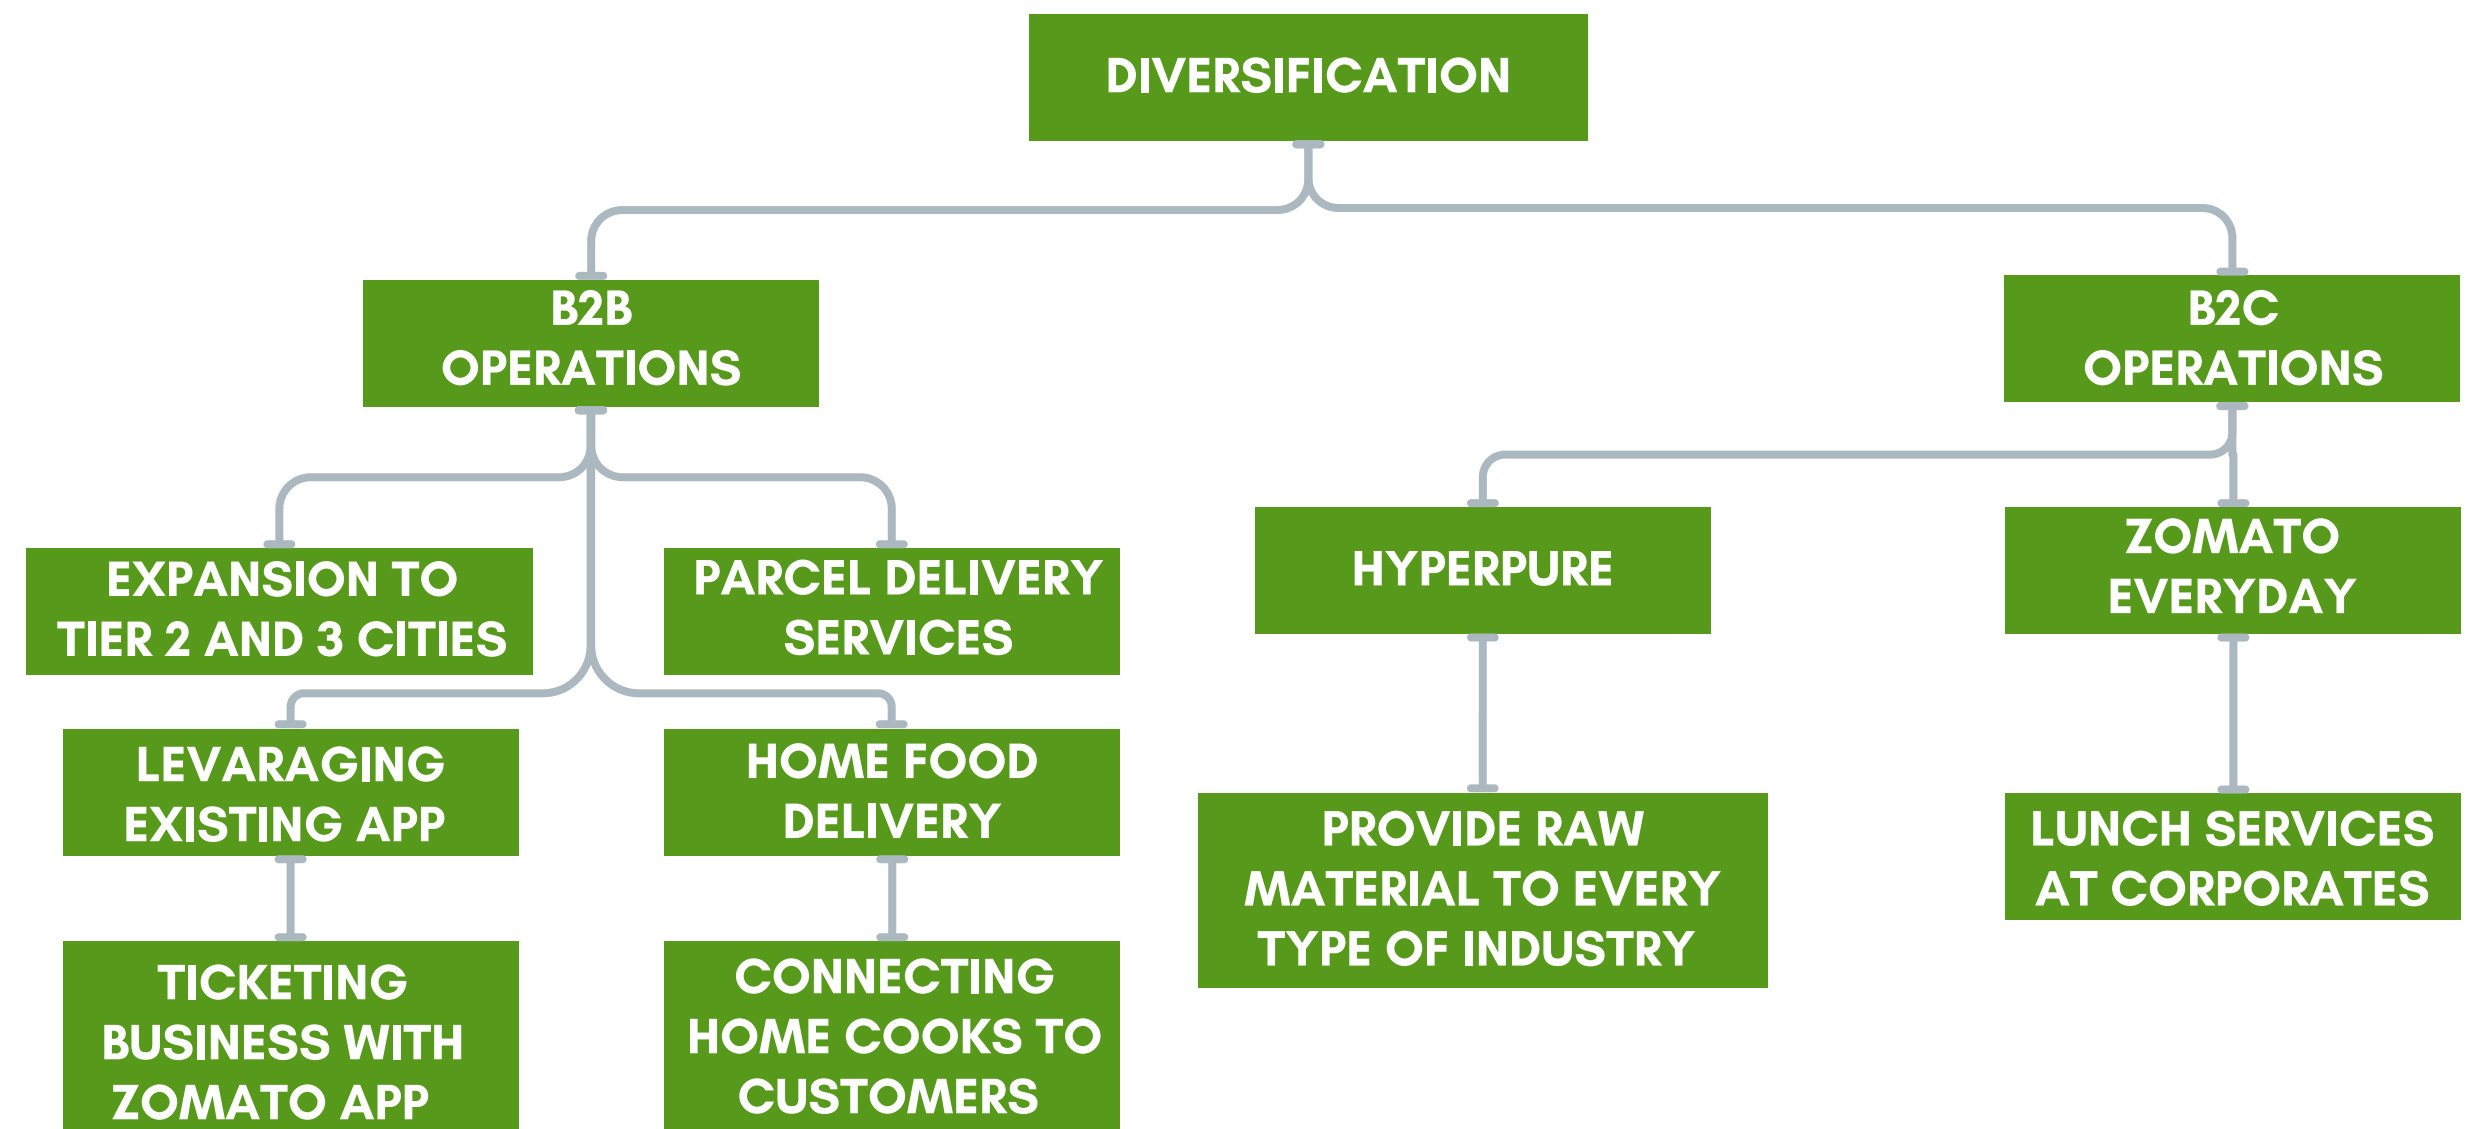 DIVERSIFICATION
B2B
OPERATIONS
B2C
OPERATIONS
EXPANSION TO
TIER 2 AND 3 CITIES
PARCEL DELIVERY
SERVICES
HYPERPURE
ZOMATO
EVERYDAY
LEVARAGING
EXISTING APP
HOME FOOD
DELIVERY
PROVIDE RAW
MATERIAL TO EVERY
TYPE OF INDUSTRY
LUNCH SERVICES
AT CORPORATES
TICKETING
BUSINESS WITH
ZOMATO APP
CONNECTING
HOME COOKS TO
CUSTOMERS